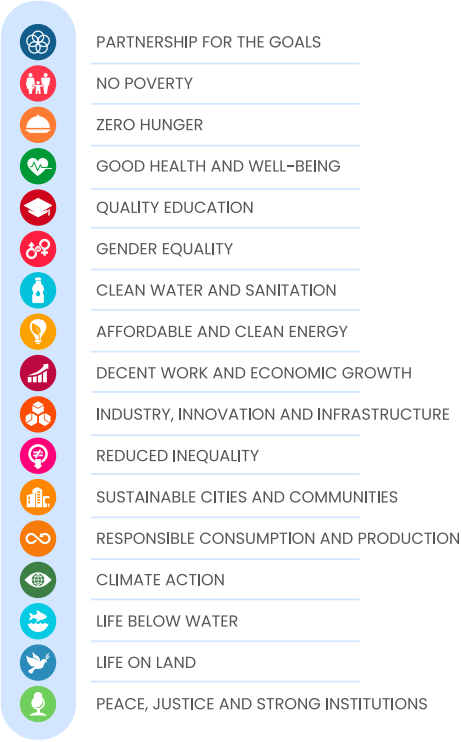 PARTNERSHIP FOR THE GOALS
NO POVERTY
ZERO HUNGER
GOOD HEALTH AND WELL-BEING
QUALITY EDUCATION
GENDER EQUALITY
CLEAN WATER AND SANITATION
AFFORDABLE AND CLEAN ENERGY
DECENT WORK AND ECONOMIC GROWTH
INDUSTRY, INNOVATION AND INFRASTRUCTURE
REDUCED INEQUALITY
SUSTAINABLE CITIES AND COMMUNITIES
RESPONSIBLE CONSUMPTION AND PRODUCTION
CLIMATE ACTION
LIFE BELOW WATER
LIFE ON LAND
PEACE, JUSTICE AND STRONG INSTITUTIONS